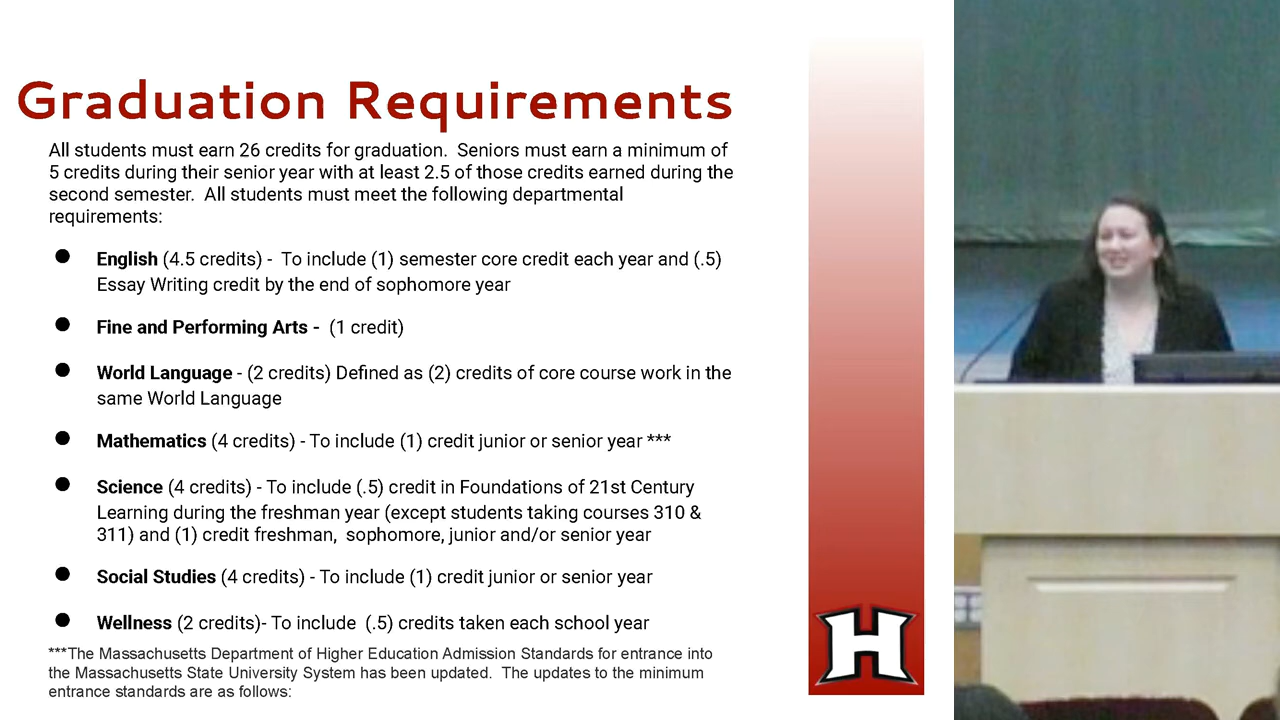 Graduation Requirements
All students must earn 26 credits for graduation.  Seniors must earn a minimum of
5 credits during their senior year with at least 2.5 of those credits earned during the
second semester.  All students must meet the following departmental
requirements:
● English (4.5 credits) -  To include (1) semester core credit each year and (.5)
Essay Writing credit by the end of sophomore year
● Fine and Performing Arts -  (1 credit)
● World Language - (2 credits) Defined as (2) credits of core course work in the
same World Language
● Mathematics (4 credits) - To include (1) credit junior or senior year ***
● Science (4 credits) - To include (.5) credit in Foundations of 21st Century
Learning during the freshman year (except students taking courses 310 &
311) and (1) credit freshman,  sophomore, junior and/or senior year
● Social Studies (4 credits) - To include (1) credit junior or senior year
● Wellness (2 credits)- To include  (.5) credits taken each school year
***The Massachusetts Department of Higher Education Admission Standards for entrance into
the Massachusetts State University System has been updated.  The updates to the minimum
entrance standards are as follows:
H